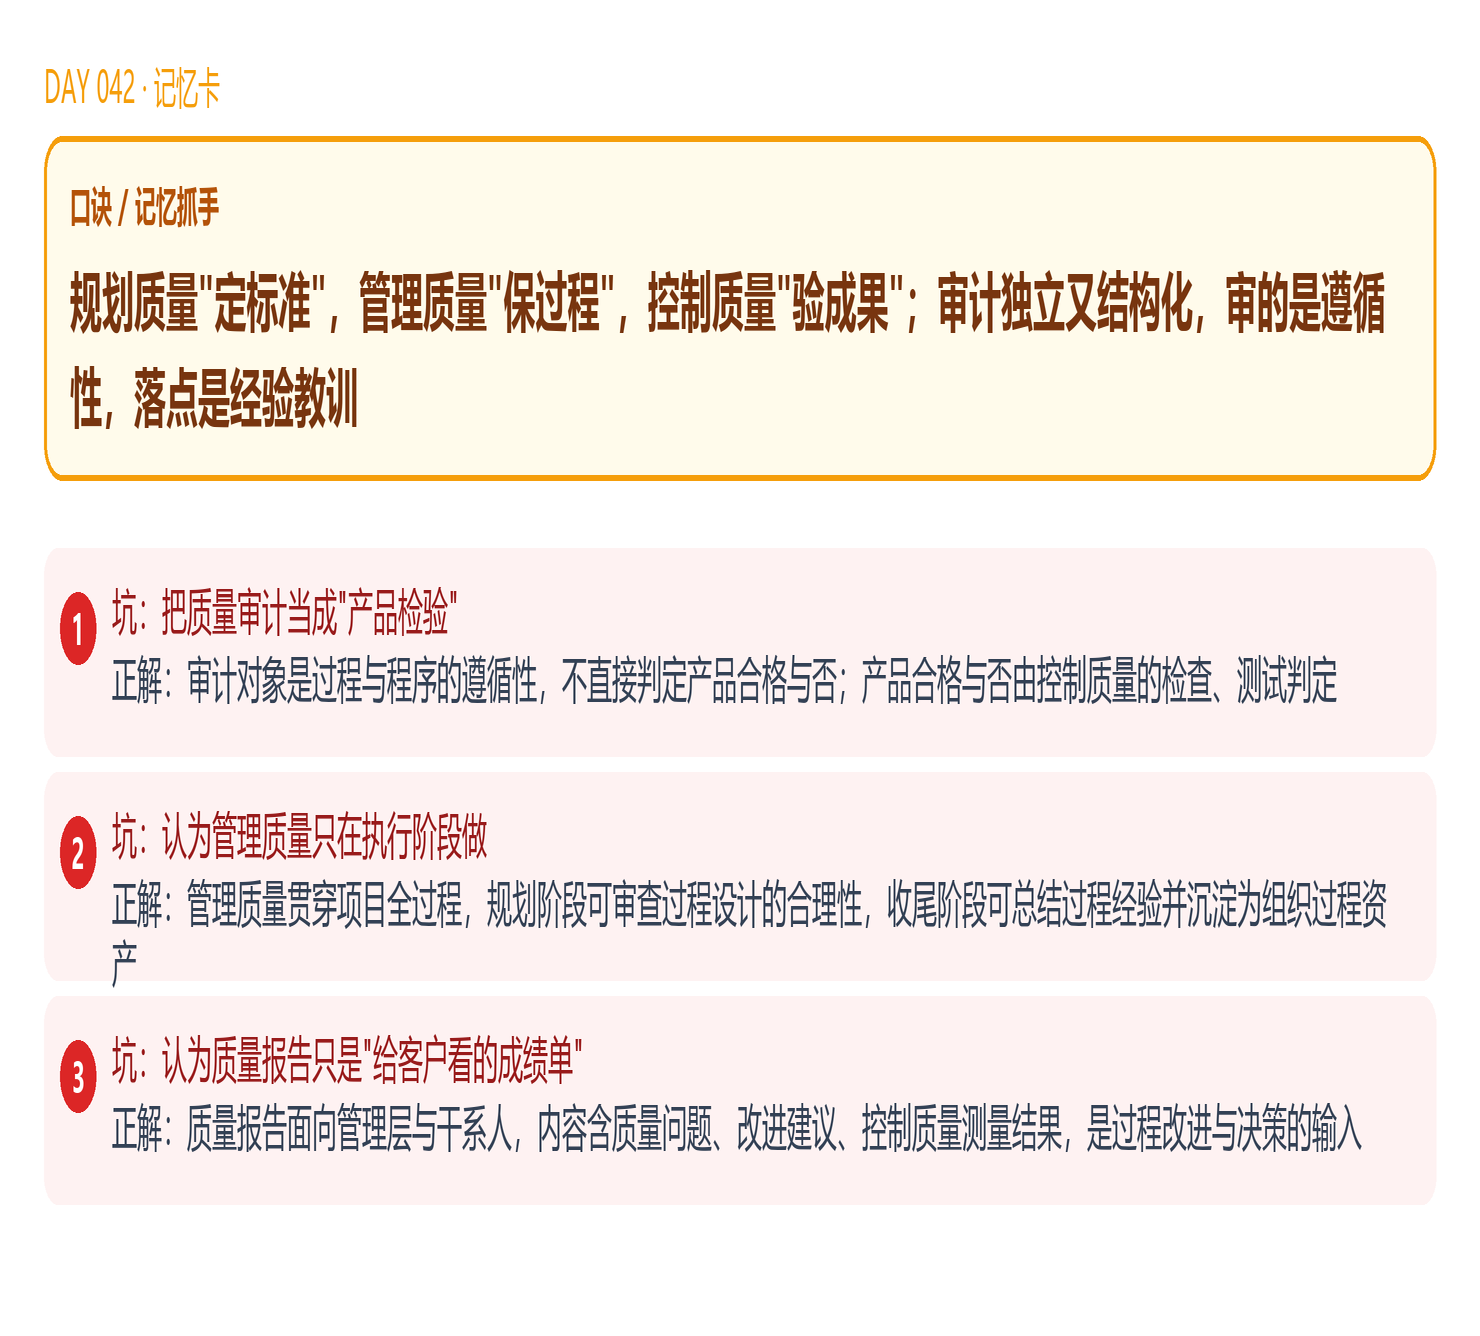 DAY 042 · 记忆卡
口诀 / 记忆抓手
规划质量"定标准"，管理质量"保过程"，控制质量"验成果"；审计独立又结构化，审的是遵循
性，落点是经验教训
1
坑：把质量审计当成"产品检验"
正解：审计对象是过程与程序的遵循性，不直接判定产品合格与否；产品合格与否由控制质量的检查、测试判定
2
坑：认为管理质量只在执行阶段做
正解：管理质量贯穿项目全过程，规划阶段可审查过程设计的合理性，收尾阶段可总结过程经验并沉淀为组织过程资
产
3
坑：认为质量报告只是"给客户看的成绩单"
正解：质量报告面向管理层与干系人，内容含质量问题、改进建议、控制质量测量结果，是过程改进与决策的输入